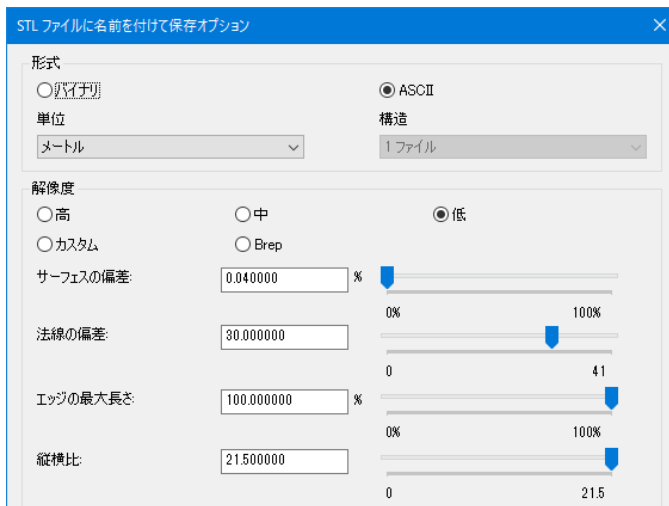 STL ファイルに名前を付けて保存オプション
形式
バイナリ
ASCII
単位
構造
メートル
1 ファイル
解像度
高
中
低
カスタム
Brep
サーフェスの偏差:
0.040000
%
0%
100%
法線の偏差:
30.000000
0
41
エッジの最大長さ:
100.000000
%
0%
100%
縦横比:
21.500000
0
21.5